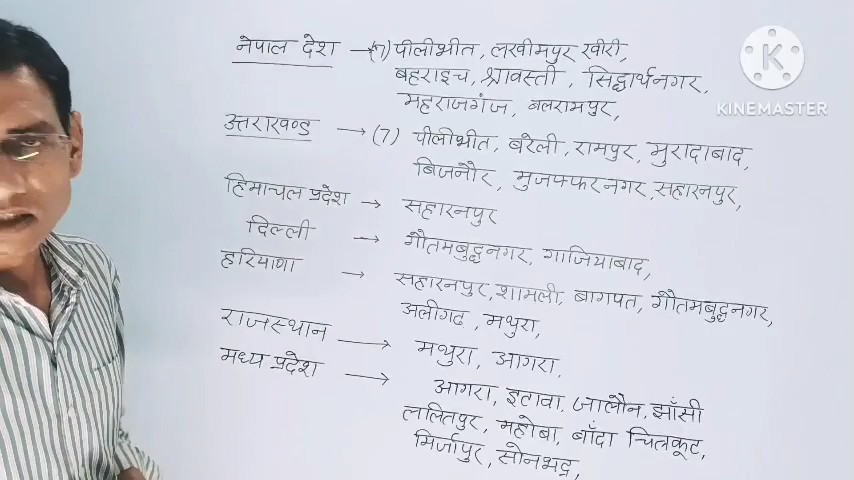 नेपाल देश → (7) पीलीभीत, लखीमपुर खीरी,
बहराइच, श्रावस्ती, सिद्धार्थनगर,
महराजगंज, बलरामपुर,
उत्तराखण्ड → (7) पीलीभीत, बरेली, रामपुर, मुरादाबाद,
बिजनौर, मुजफ्फरनगर, सहारनपुर,
हिमाचल प्रदेश → सहारनपुर
दिल्ली → गौतमबुद्धनगर, गाजियाबाद,
हरियाणा → सहारनपुर, शामली, बागपत, गौतमबुद्धनगर,
अलीगढ, मथुरा,
राजस्थान → मथुरा, आगरा,
मध्य प्रदेश → आगरा, इटावा, जालौन, झाँसी
ललितपुर, महोबा, बाँदा चित्रकूट,
मिर्जापुर, सोनभद्र,
K
KINEMASTER